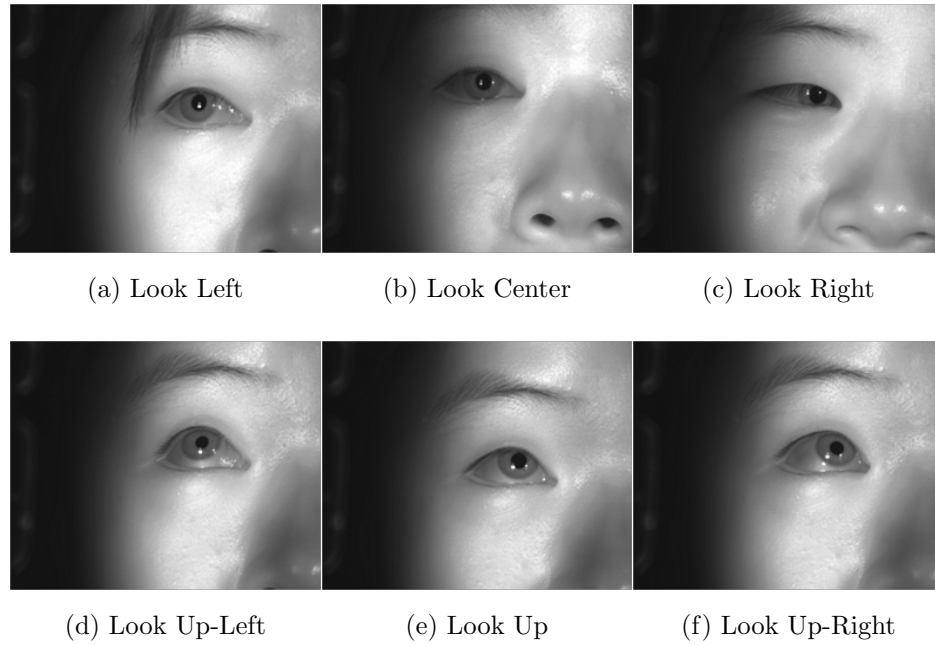 (a) Look Left
(b) Look Center
(c) Look Right
(d) Look Up-Left
(e) Look Up
(f) Look Up-Right